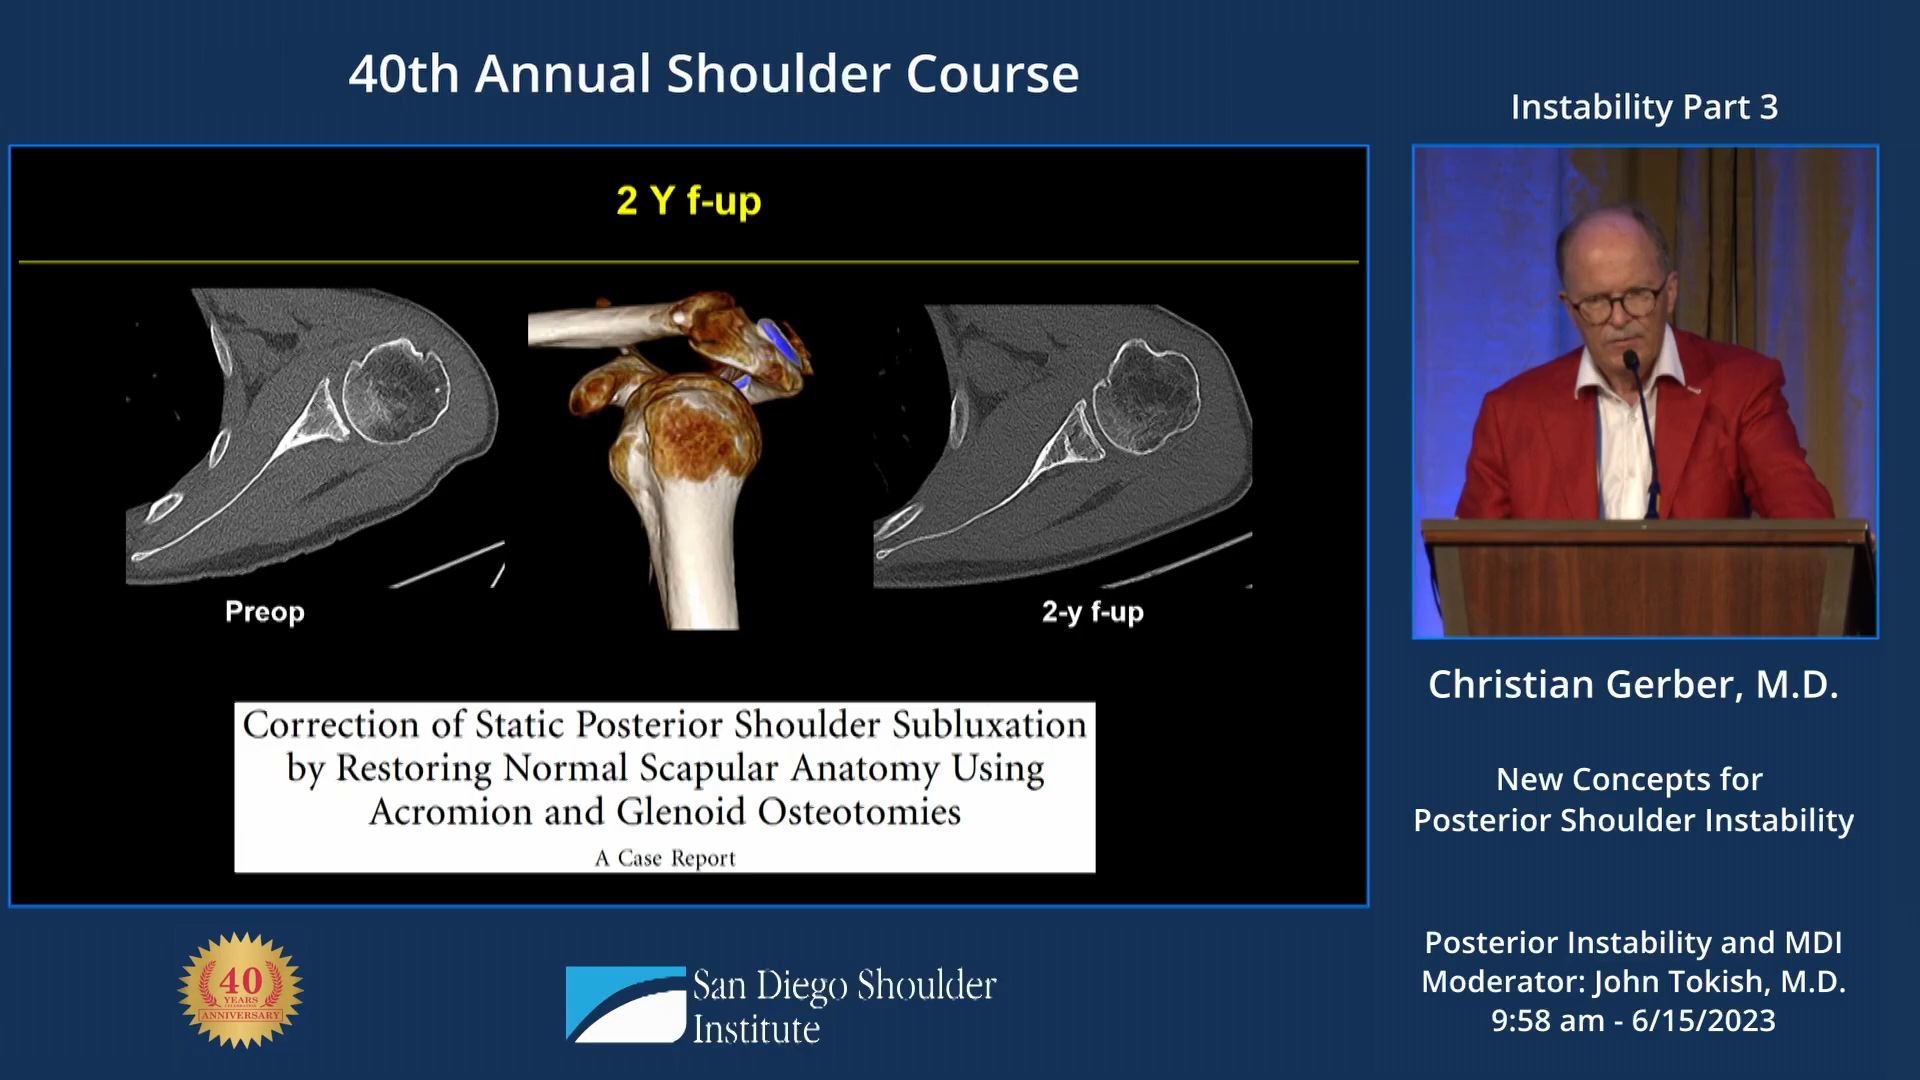 40th Annual Shoulder Course
Instability Part 3
2 Y f-up
Preop
2-y f-up
Correction of Static Posterior Shoulder Subluxation
by Restoring Normal Scapular Anatomy Using
Acromion and Glenoid Osteotomies
A Case Report
Christian Gerber, M.D.
New Concepts for
Posterior Shoulder Instability
Posterior Instability and MDI
Moderator: John Tokish, M.D.
9:58 am - 6/15/2023
40
YEARS
ANNIVERSARY
San Diego Shoulder
Institute